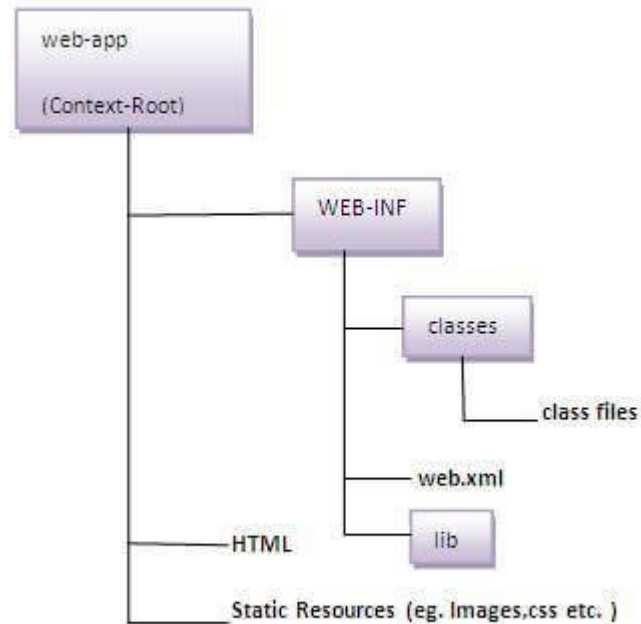 web-app
(Context-Root)
WEB-INF
classes
class files
web.xml
lib
HTML
Static Resources (eg. Images,css etc. )